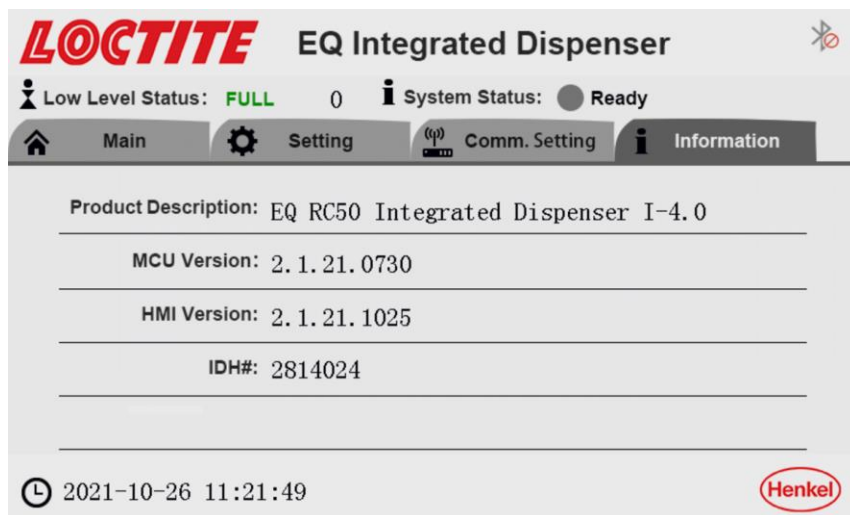 LOCTITE EQ Integrated Dispenser
Low Level Status: FULL 0 System Status: Ready
Main Setting Comm. Setting Information
Product Description: EQ RC50 Integrated Dispenser I-4.0
MCU Version: 2.1.21.0730
HMI Version: 2.1.21.1025
IDH#: 2814024
2021-10-26 11:21:49 Henkel